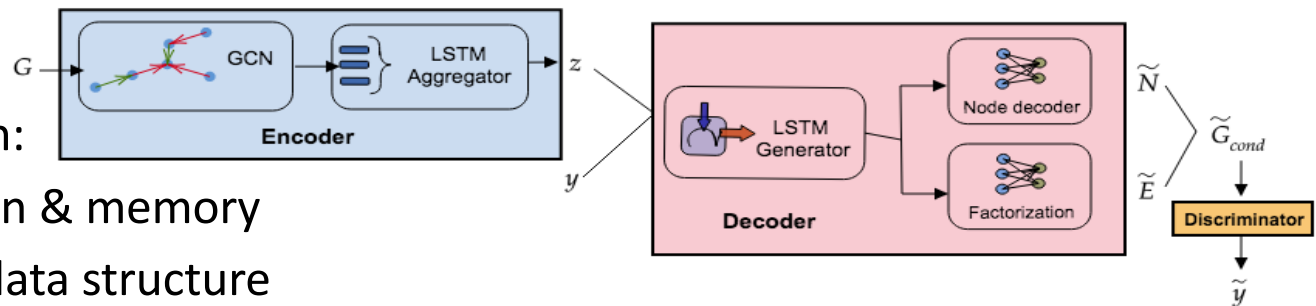 G
GCN
LSTM
Aggregator
Encoder
z
y
LSTM
Generator
Decoder
Node decoder
Factorization
Ñ
Ẽ
G̃cond
Discriminator
ỹ
:
n & memory
data structure